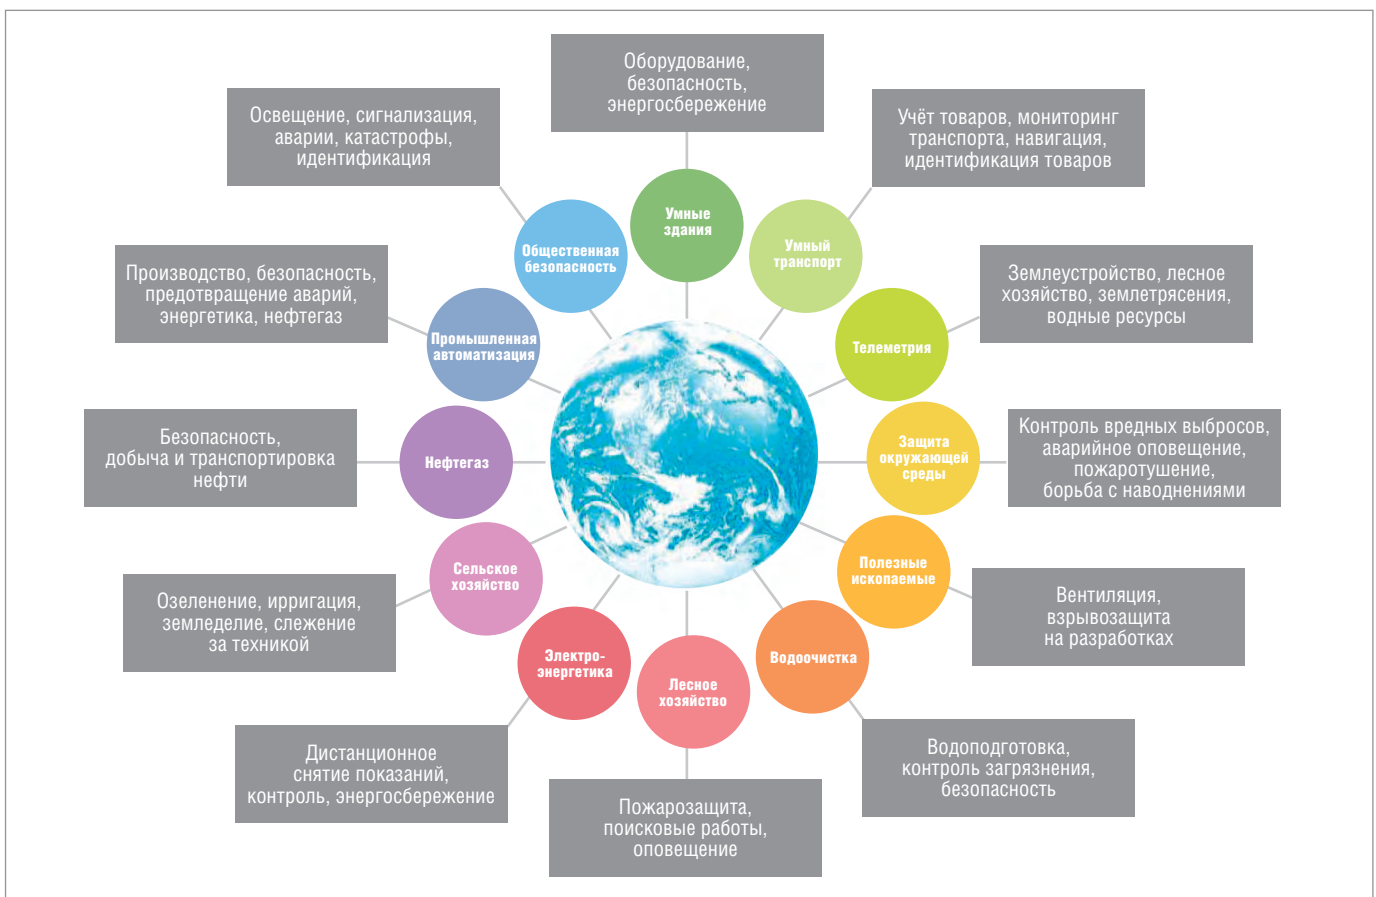 Оборудование,
безопасность,
энергосбережение
Освещение, сигнализация,
аварии, катастрофы,
идентификация
Учёт товаров, мониторинг
транспорта, навигация,
идентификация товаров
Умные
здания
Общественная
безопасность
Умный
транспорт
Производство, безопасность,
предотвращение аварий,
энергетика, нефтегаз
Землеустройство, лесное
хозяйство, землетрясения,
водные ресурсы
Промышленная
автоматизация
Телеметрия
Безопасность,
добыча и транспортировка
нефти
Нефтегаз
Защита
окружающей
среды
Контроль вредных выбросов,
аварийное оповещение,
пожаротушение,
борьба с наводнениями
Сельское
хозяйство
Полезные
ископаемые
Озеленение, ирригация,
земледелие, слежение
за техникой
Вентиляция,
взрывозащита
на разработках
Электро-
энергетика
Лесное
хозяйство
Водоочистка
Дистанционное
снятие показаний,
контроль, энергосбережение
Пожарозащита,
поисковые работы,
оповещение
Водоподготовка,
контроль загрязнения,
безопасность